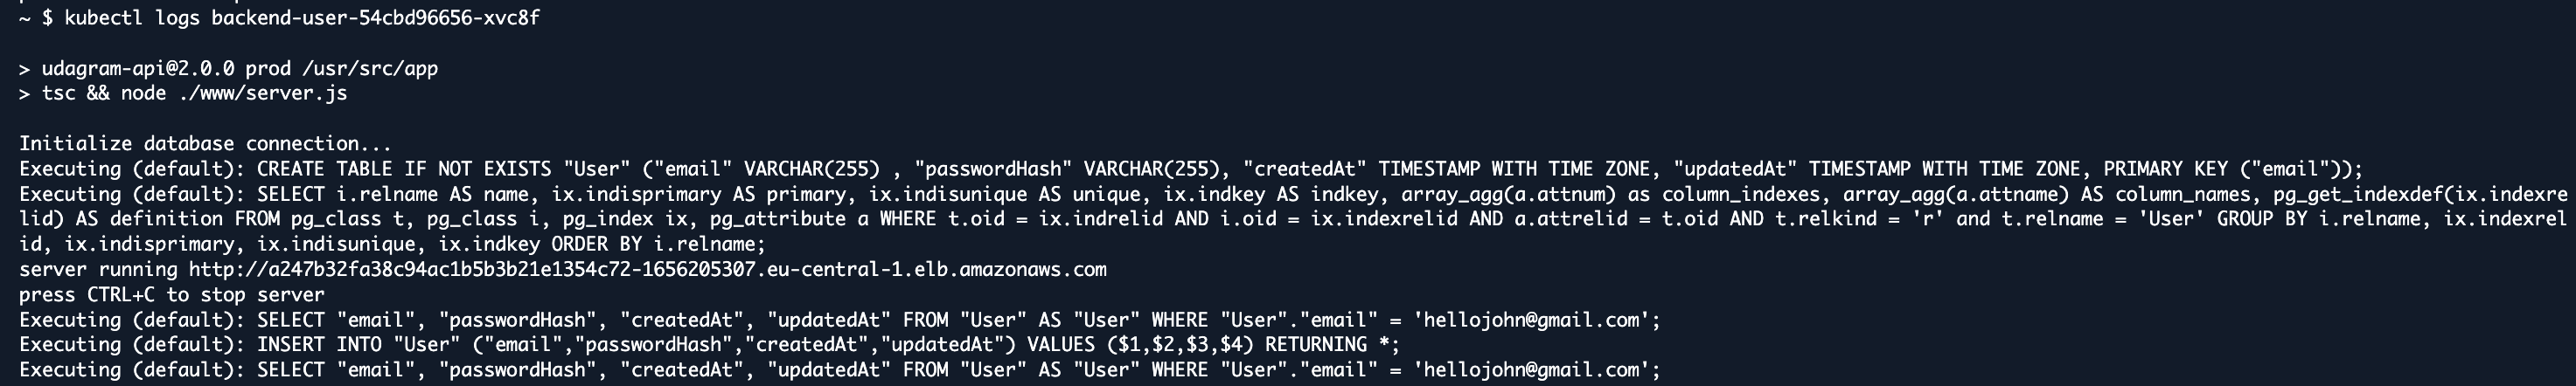 ~ $ kubectl logs backend-user-54cbd96656-xvc8f
> udagram-api@2.0.0 prod /usr/src/app
> tsc && node ./www/server.js
Initialize database connection...
Executing (default): CREATE TABLE IF NOT EXISTS "User" ("email" VARCHAR(255) , "passwordHash" VARCHAR(255), "createdAt" TIMESTAMP WITH TIME ZONE, "updatedAt" TIMESTAMP WITH TIME ZONE, PRIMARY KEY ("email"));
Executing (default): SELECT i.relname AS name, ix.indisprimary AS primary, ix.indisunique AS unique, ix.indkey AS indkey, array_agg(a.attnum) as column_indexes, array_agg(a.attname) AS column_names, pg_get_indexdef(ix.indexre
lid) AS definition FROM pg_class t, pg_class i, pg_index ix, pg_attribute a WHERE t.oid = ix.indrelid AND i.oid = ix.indexrelid AND a.attrelid = t.oid AND t.relkind = 'r' and t.relname = 'User' GROUP BY i.relname, ix.indexrel
id, ix.indisprimary, ix.indisunique, ix.indkey ORDER BY i.relname;
server running http://a247b32fa38c94ac1b5b3b21e1354c72-1656205307.eu-central-1.elb.amazonaws.com
press CTRL+C to stop server
Executing (default): SELECT "email", "passwordHash", "createdAt", "updatedAt" FROM "User" AS "User" WHERE "User"."email" = 'hellojohn@gmail.com';
Executing (default): INSERT INTO "User" ("email","passwordHash","createdAt","updatedAt") VALUES ($1,$2,$3,$4) RETURNING *;
Executing (default): SELECT "email", "passwordHash", "createdAt", "updatedAt" FROM "User" AS "User" WHERE "User"."email" = 'hellojohn@gmail.com';